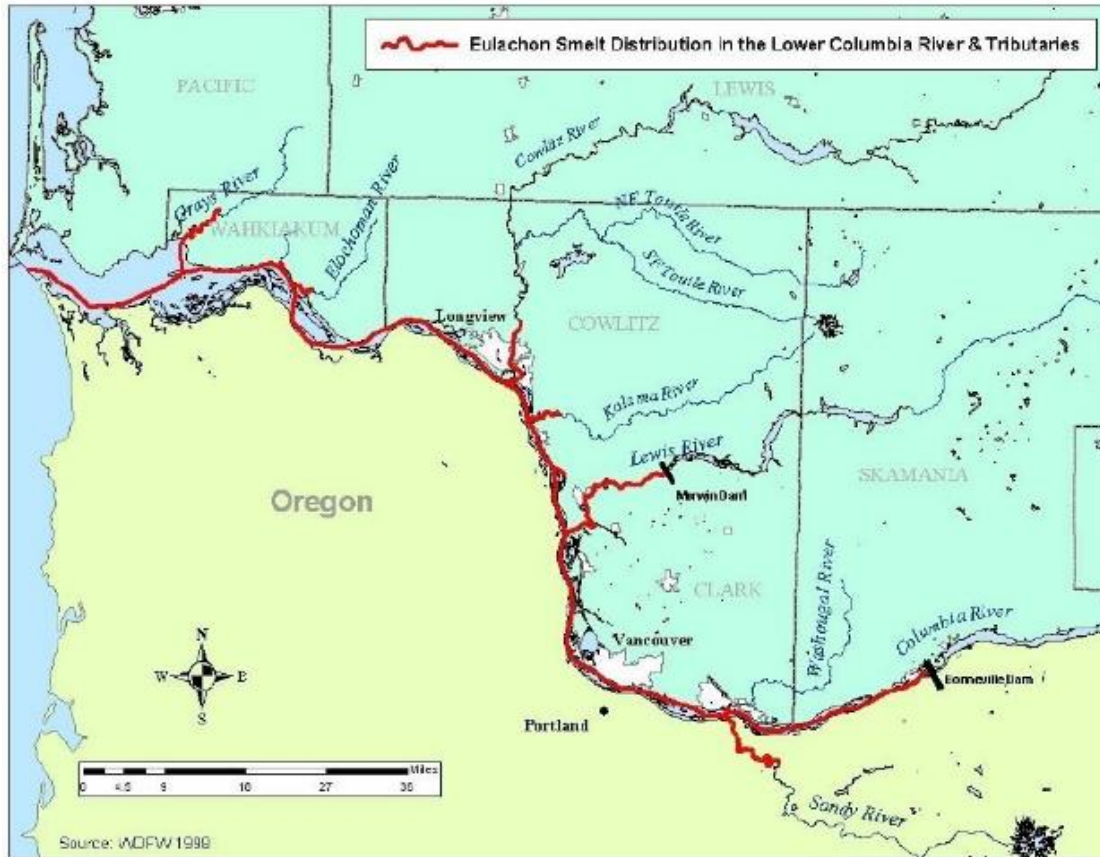 Eulachon Smelt Distribution in the Lower Columbia River & Tributaries
PACIFIC
LEWIS
Cowlitz River
Grays River
WAHKIAKUM
Elochoman River
NF Toutle River
SF Toutle River
Longview
COWLITZ
Kalama River
Lewis River
Merwin Dam
SKAMANIA
Oregon
CLARK
Washougal River
Columbia River
Bonneville Dam
Vancouver
Portland
Sandy River
N
W E
S
Miles
0 4.5 9 18 27 36
Source: WDFW 1998